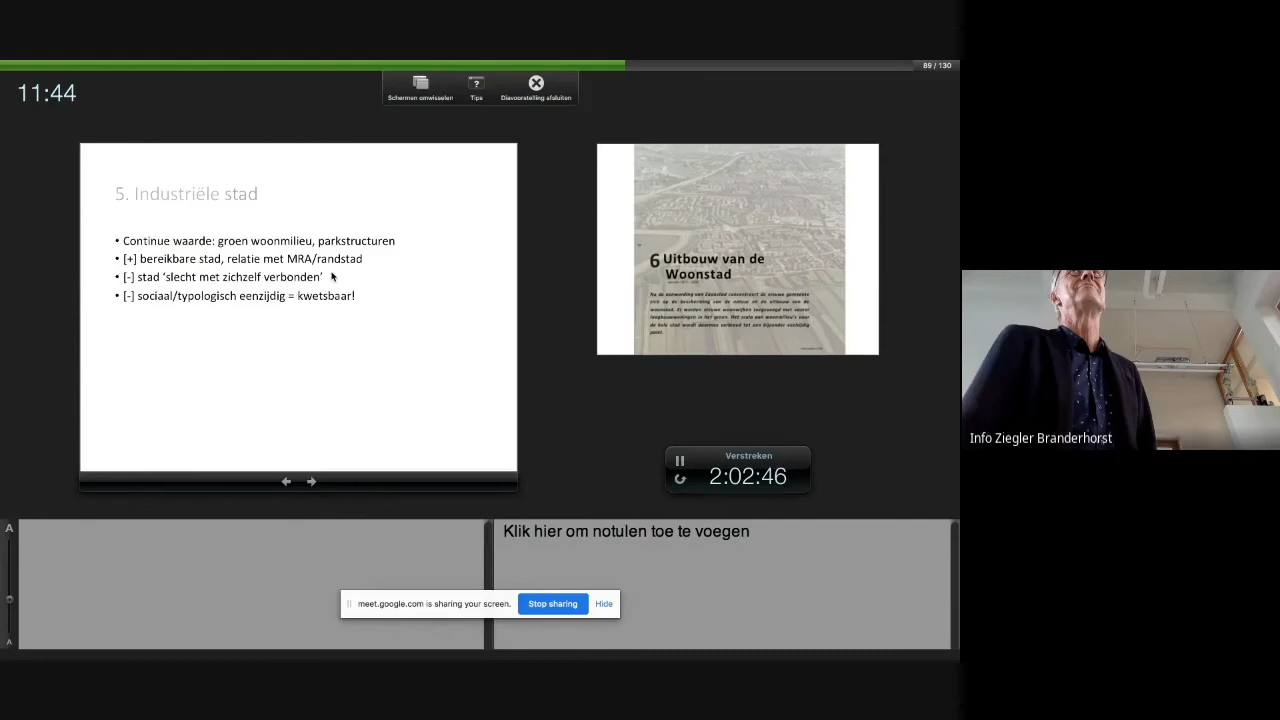 89 / 130
11:44
Schermen omwisselen
Tips
Diavoorstelling afsluiten
5. Industriële stad
• Continue waarde: groen woonmilieu, parkstructuren
• [+] bereikbare stad, relatie met MRA/randstad
• [-] stad ‘slecht met zichzelf verbonden’
• [-] sociaal/typologisch eenzijdig = kwetsbaar!
6 Uitbouw van de
Woonstad
Verstreken
2:02:46
Info Ziegler Branderhorst
A
Klik hier om notulen toe te voegen
meet.google.com is sharing your screen.
Stop sharing
Hide
A